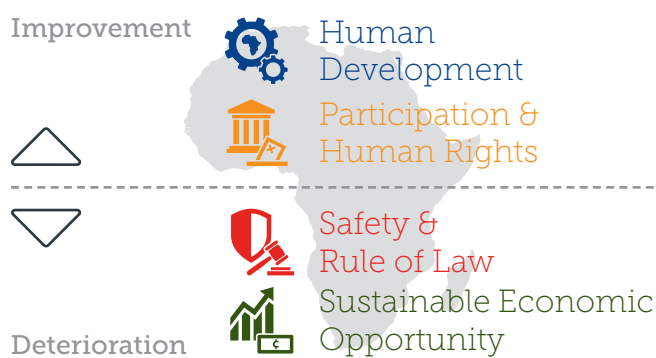 Improvement
Human
Development
Participation &
Human Rights
Safety &
Rule of Law
Sustainable Economic
Opportunity
¢
Deterioration